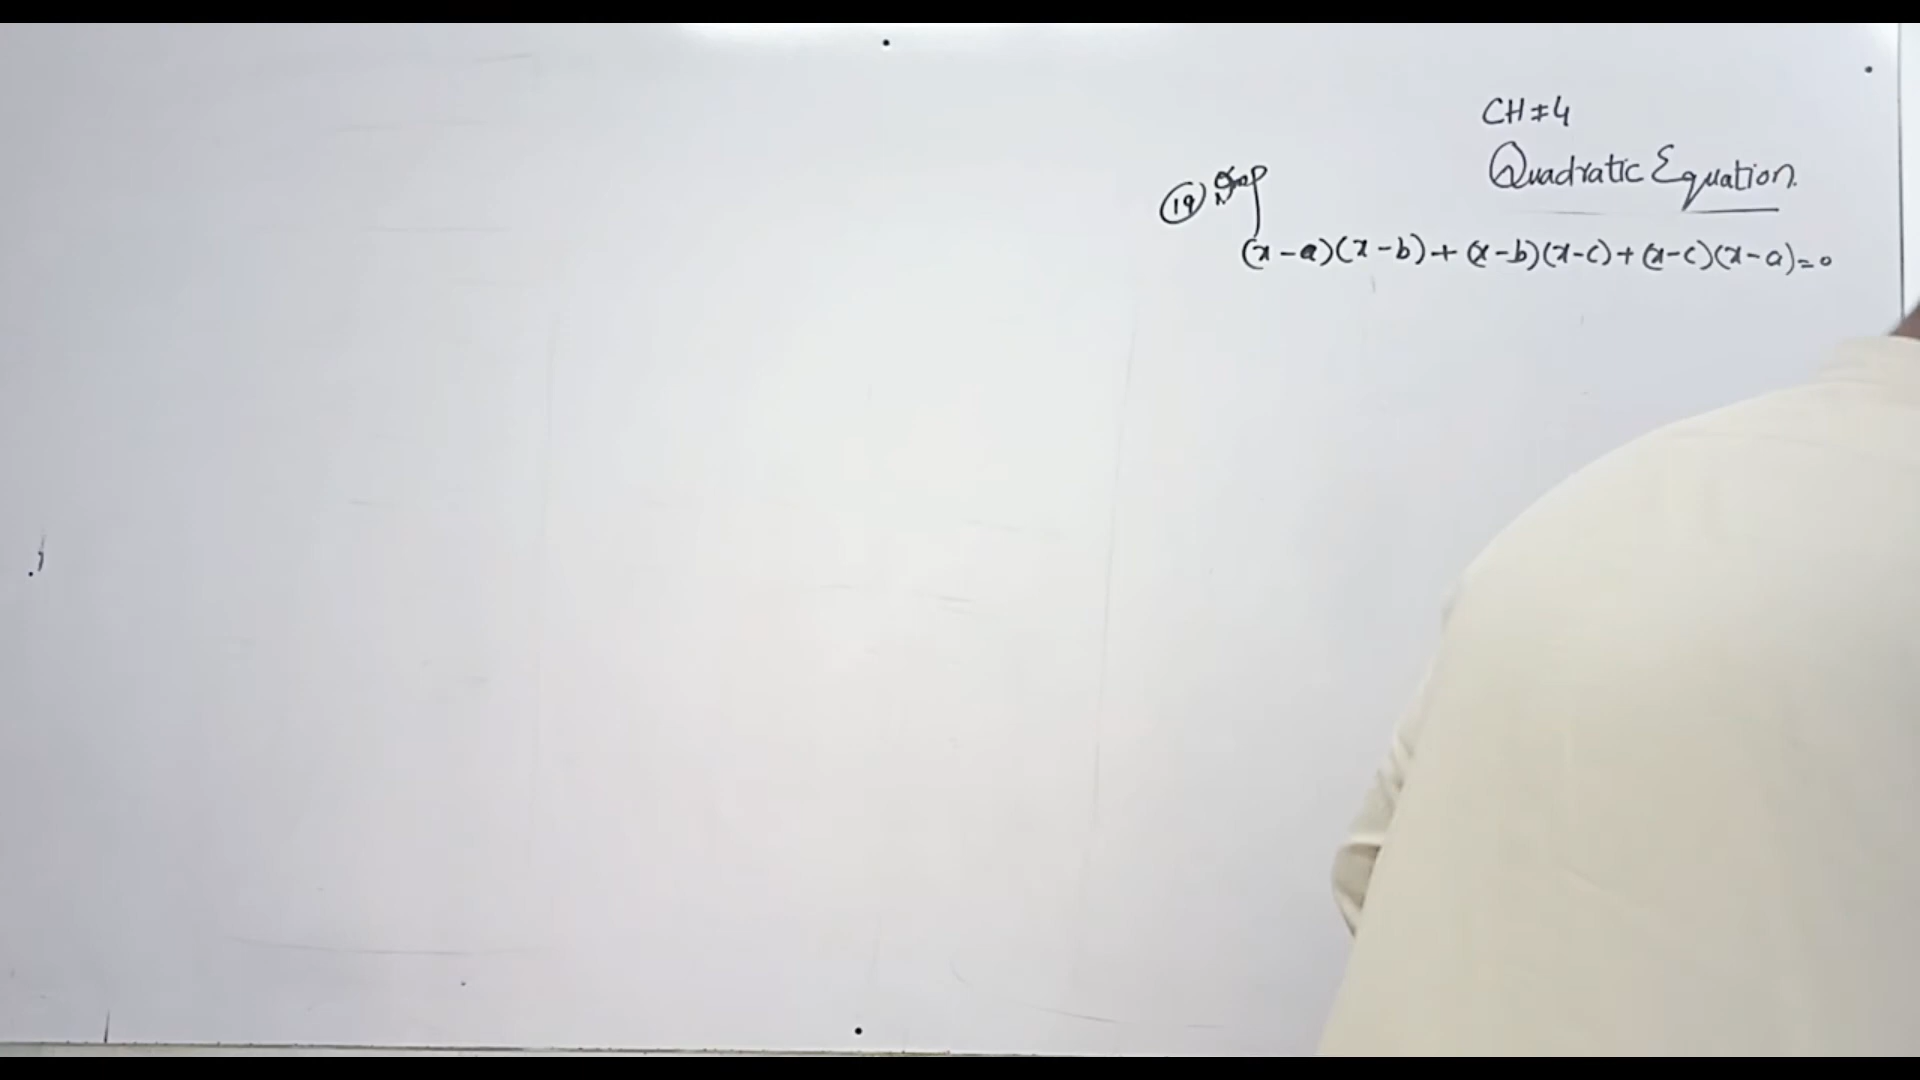 CH#4
Quadratic Equation.
(19)
(x-a)(x-b)+(x-b)(x-c)+(x-c)(x-a)=0